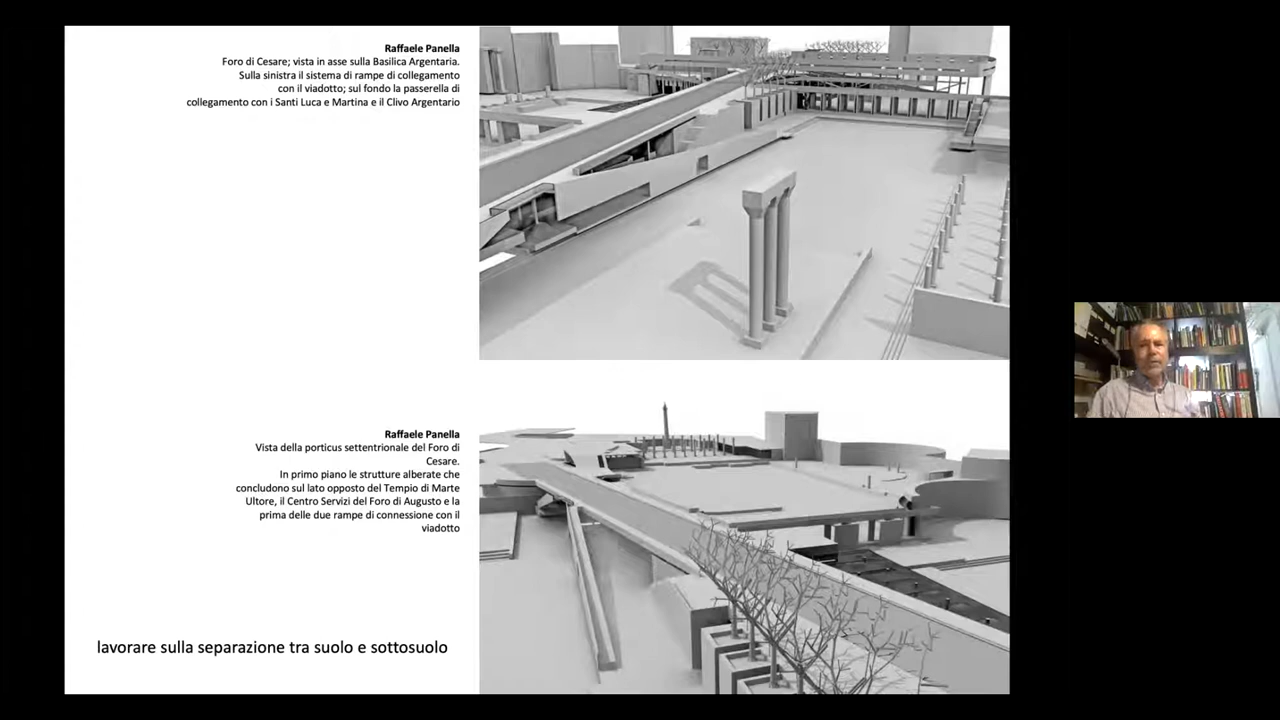 Raffaele Panella
Foro di Cesare; vista in asse sulla Basilica Argentaria.
Sulla sinistra il sistema di rampe di collegamento
con il viadotto; sul fondo la passerella di
collegamento con i Santi Luca e Martina e il Clivo Argentario
Raffaele Panella
Vista della porticus settentrionale del Foro di
Cesare.
In primo piano le strutture alberate che
concludono sul lato opposto del Tempio di Marte
Ultore, il Centro Servizi del Foro di Augusto e la
prima delle due rampe di connessione con il
viadotto
lavorare sulla separazione tra suolo e sottosuolo